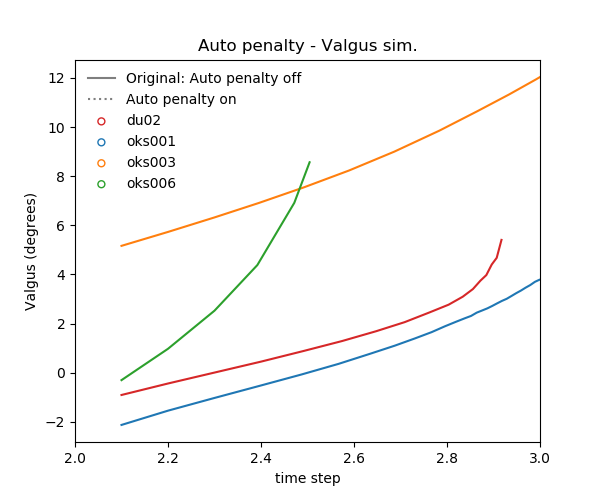 Auto penalty - Valgus sim.
Original: Auto penalty off
Auto penalty on
du02
oks001
oks003
oks006
Valgus (degrees)
12
10
8
6
4
2
0
−2
2.0 2.2 2.4 2.6 2.8 3.0
time step